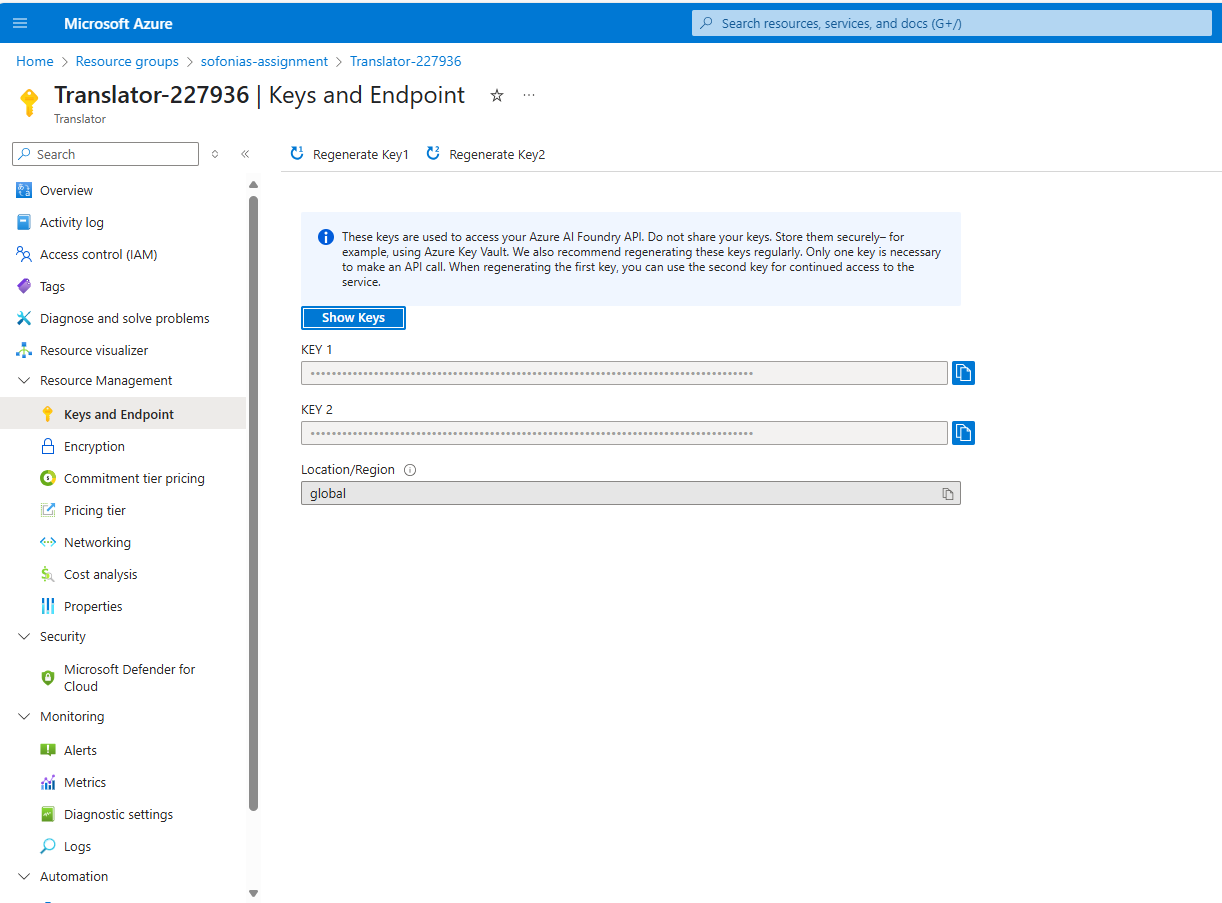 Microsoft Azure
Search resources, services, and docs (G+/)
Home > Resource groups > sofonias-assignment > Translator-227936
Translator-227936 | Keys and Endpoint
Translator
Search
Regenerate Key1
Regenerate Key2
Overview
Activity log
Access control (IAM)
Tags
Diagnose and solve problems
Resource visualizer
Resource Management
Keys and Endpoint
Encryption
Commitment tier pricing
Pricing tier
Networking
Cost analysis
Properties
Security
Microsoft Defender for
Cloud
Monitoring
Alerts
Metrics
Diagnostic settings
Logs
Automation
These keys are used to access your Azure AI Foundry API. Do not share your keys. Store them securely– for
example, using Azure Key Vault. We also recommend regenerating these keys regularly. Only one key is necessary
to make an API call. When regenerating the first key, you can use the second key for continued access to the
service.
Show Keys
KEY 1
KEY 2
Location/Region
global